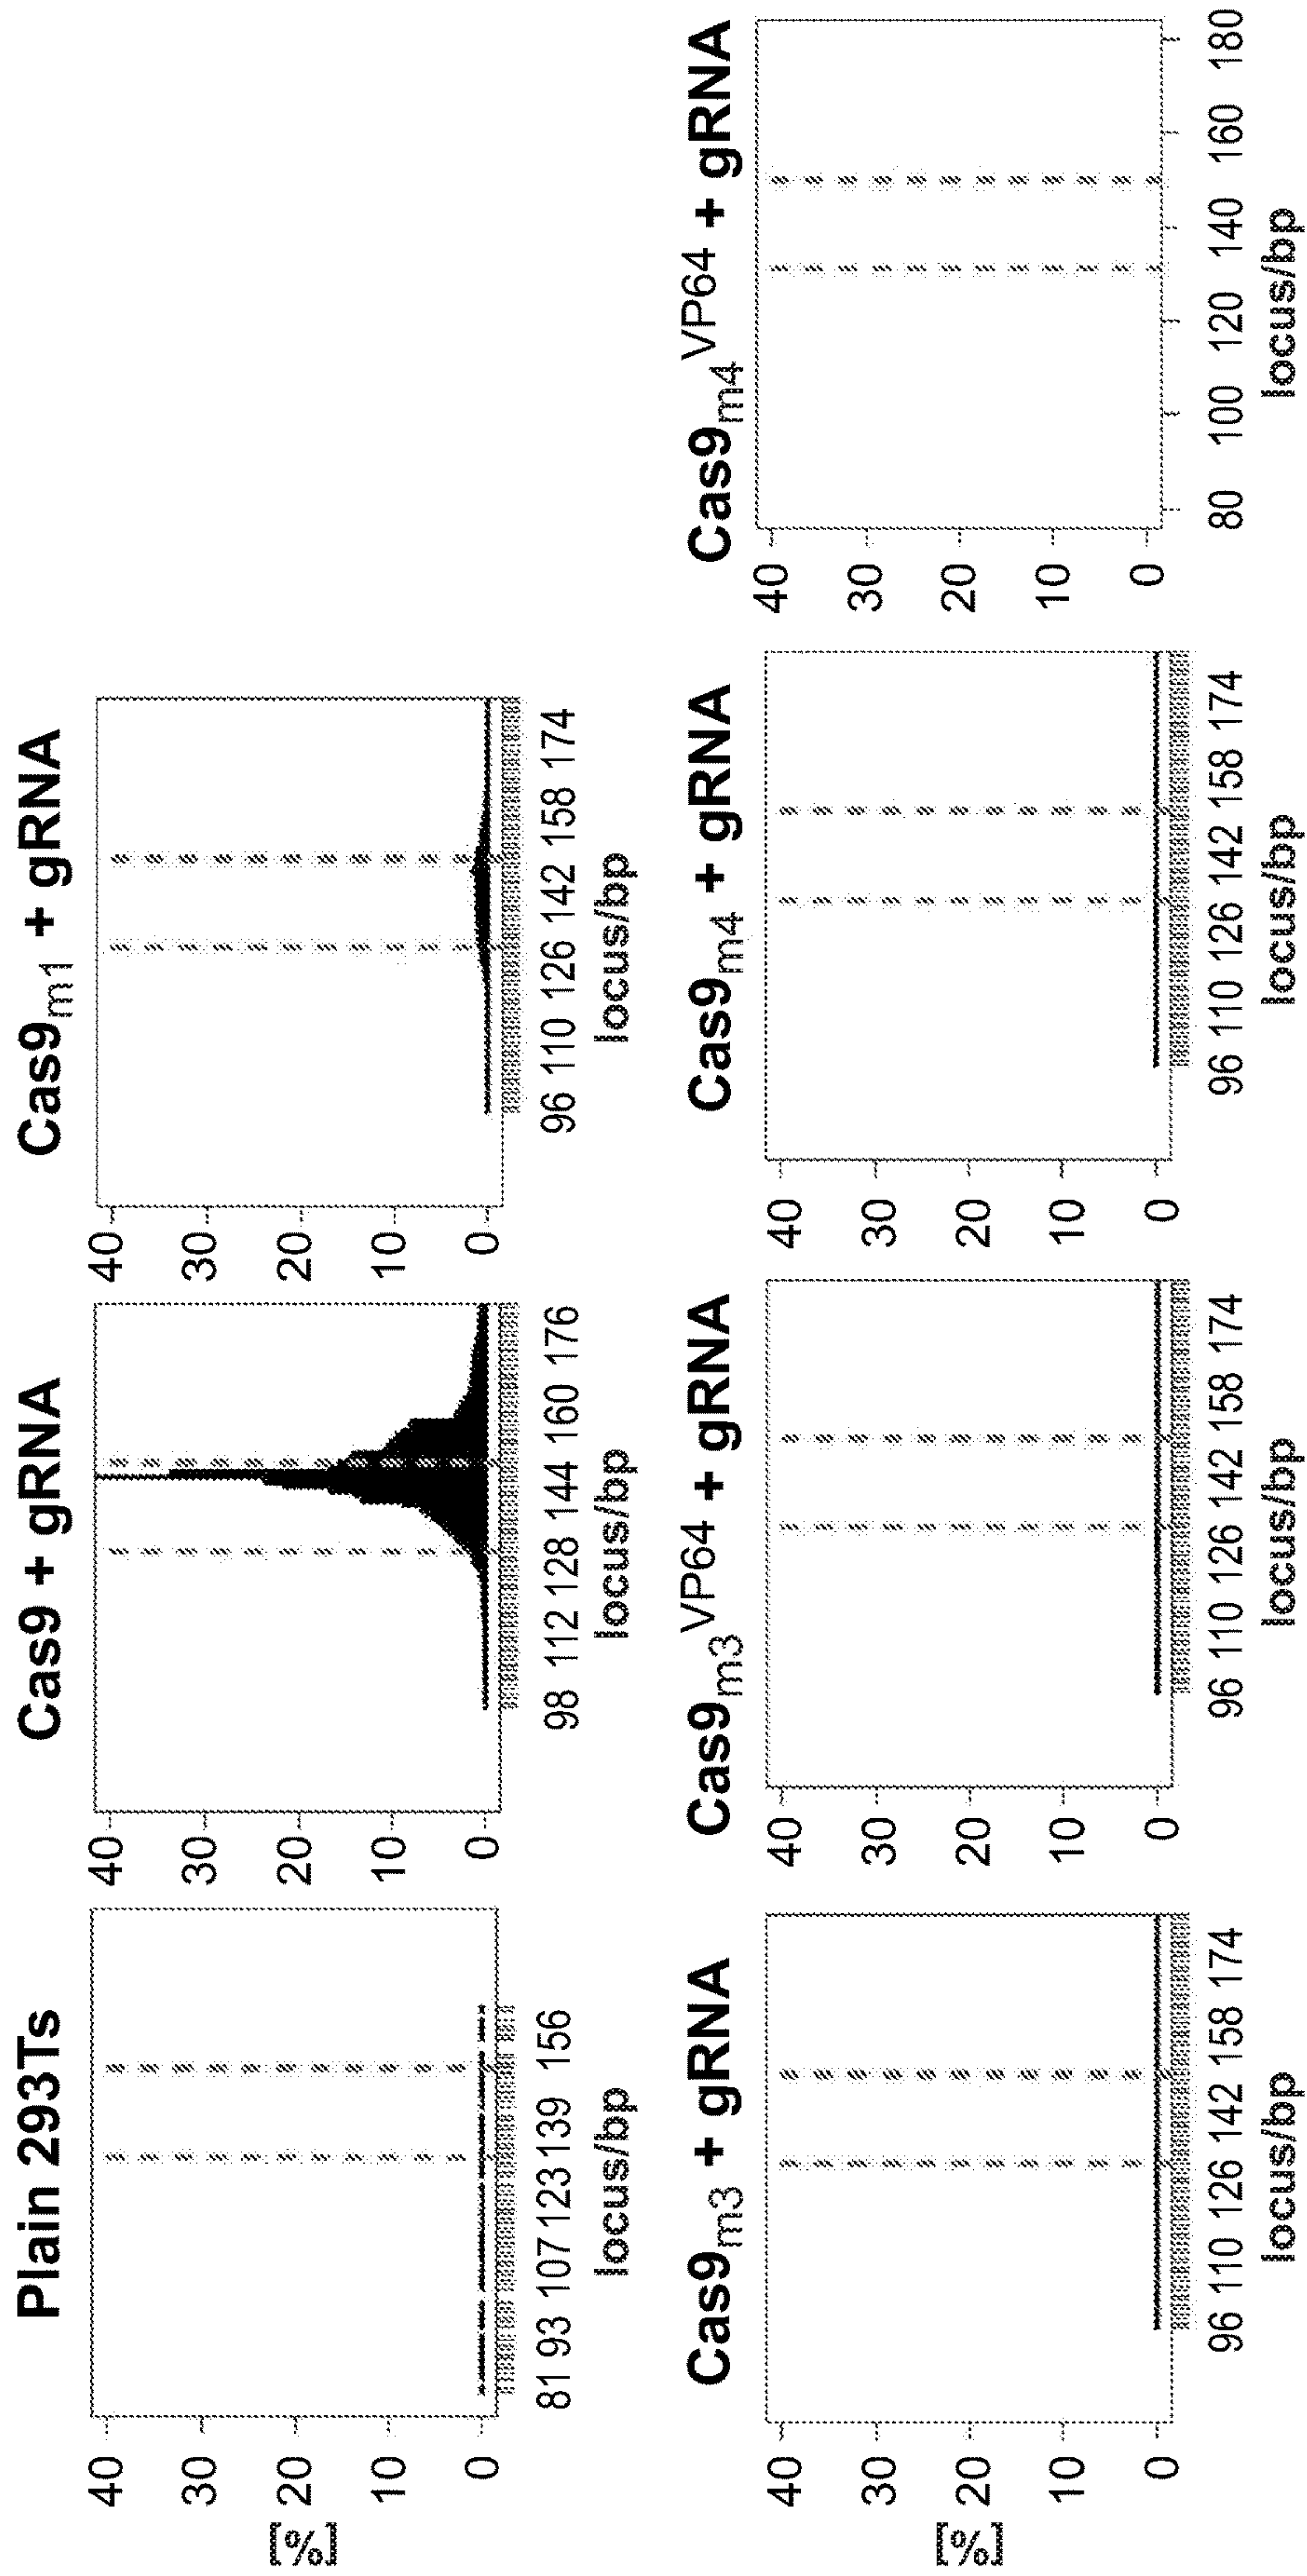 Plain 293Ts
[%]
40
30
20
10
0
81 93 107 123 139 156
locus/bp
Cas9 + gRNA
40
30
20
10
0
98 112 128 144 160 176
locus/bp
Cas9m1 + gRNA
40
30
20
10
0
96 110 126 142 158 174
locus/bp
Cas9m3 + gRNA
[%]
40
30
20
10
0
96 110 126 142 158 174
locus/bp
Cas9m3VP64 + gRNA
40
30
20
10
0
96 110 126 142 158 174
locus/bp
Cas9m4 + gRNA
40
30
20
10
0
96 110 126 142 158 174
locus/bp
Cas9m4VP64 + gRNA
40
30
20
10
0
80 100 120 140 160 180
locus/bp